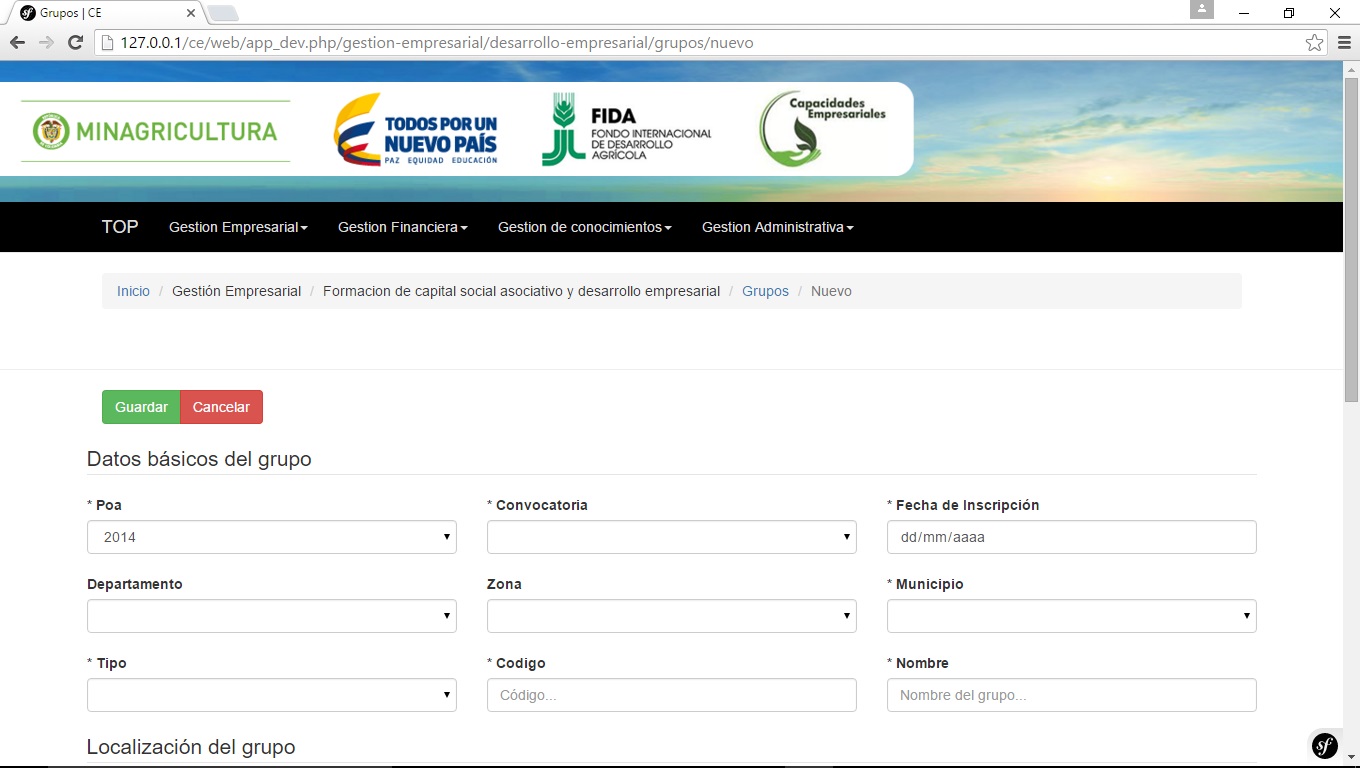 Grupos | CE
127.0.0.1/ce/web/app_dev.php/gestion-empresarial/desarrollo-empresarial/grupos/nuevo
MINAGRICULTURA
TODOS POR UN
NUEVO PAÍS
PAZ EQUIDAD EDUCACIÓN
FIDA
FONDO INTERNACIONAL
DE DESARROLLO
AGRÍCOLA
Capacidades
Empresariales
TOP Gestion Empresarial Gestion Financiera Gestion de conocimientos Gestion Administrativa
Inicio / Gestión Empresarial / Formacion de capital social asociativo y desarrollo empresarial / Grupos / Nuevo
Guardar Cancelar
Datos básicos del grupo
* Poa * Convocatoria * Fecha de Inscripción
2014 dd/mm/aaaa
Departamento Zona * Municipio
* Tipo * Codigo * Nombre
Código... Nombre del grupo...
Localización del grupo
sf